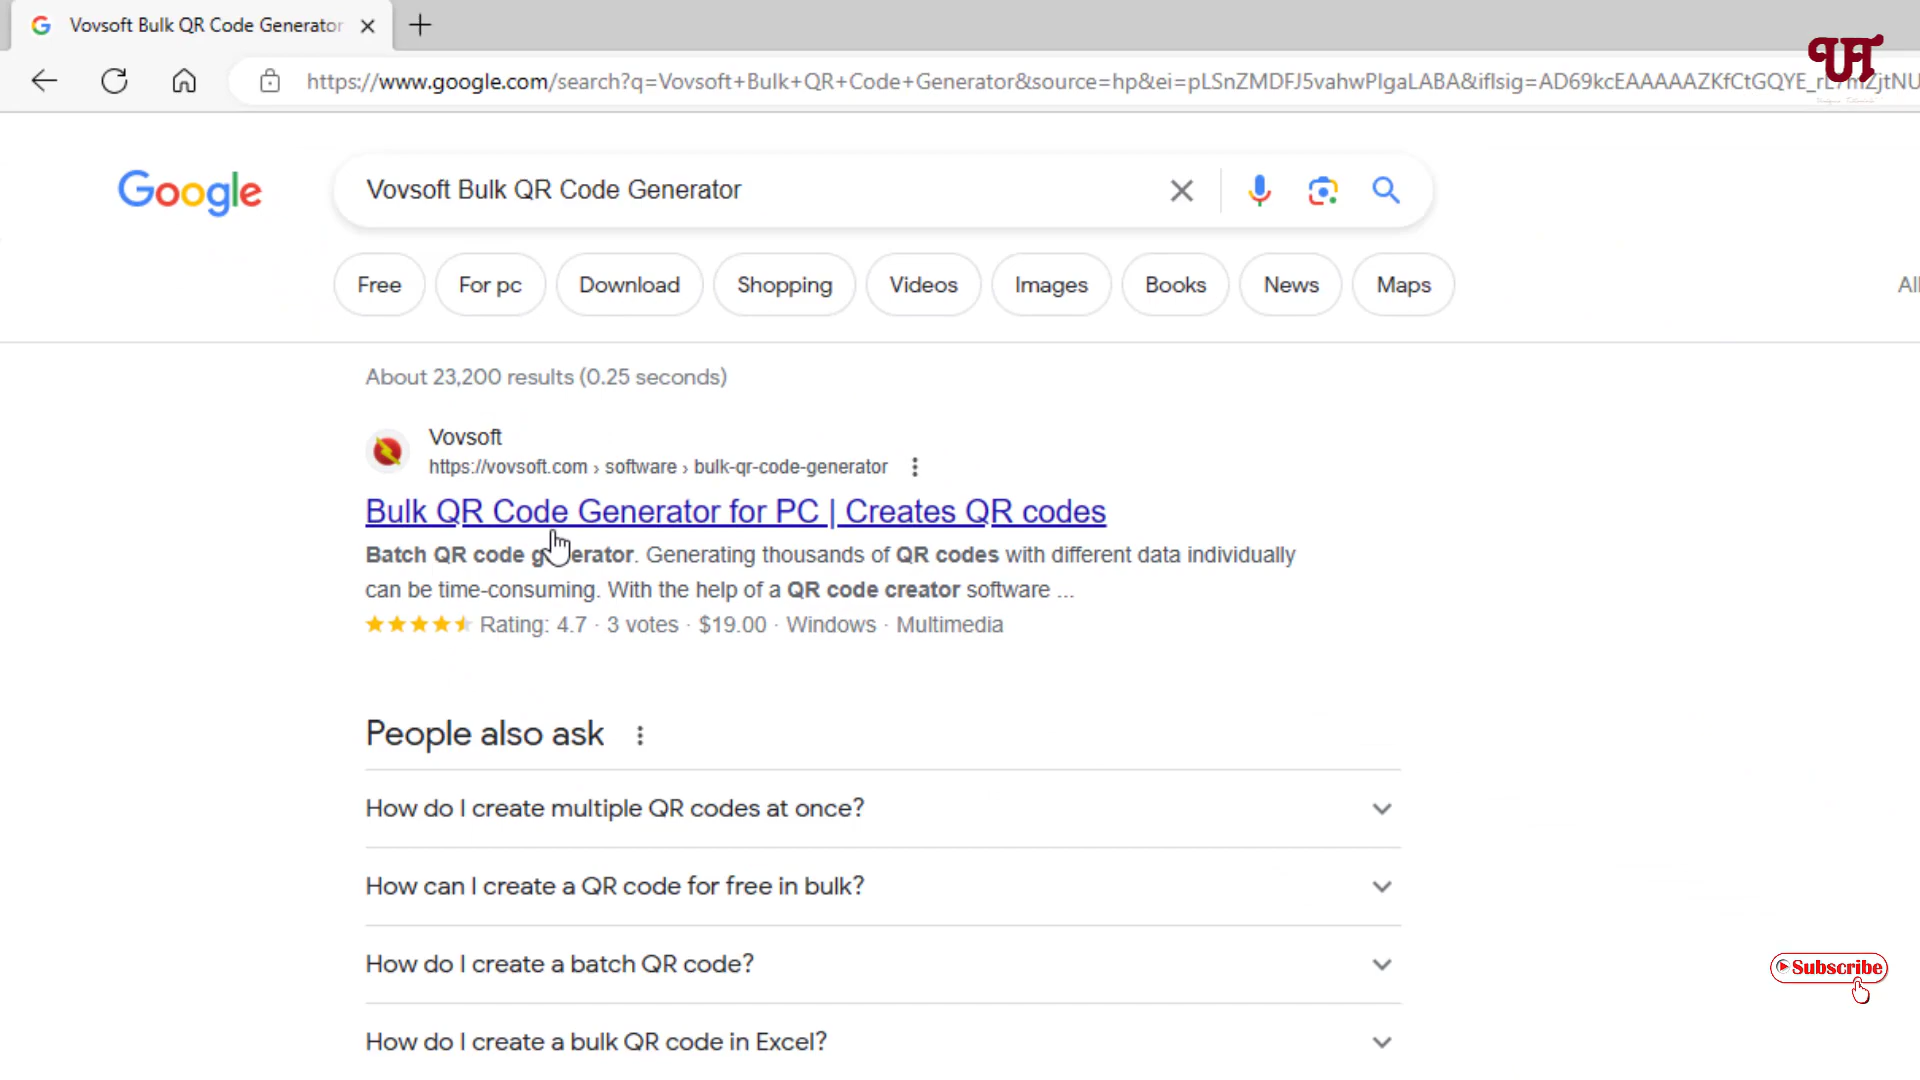 Vovsoft Bulk QR Code Generator
https://www.google.com/search?q=Vovsoft+Bulk+QR+Code+Generator&source=hp&ei=pLSnZMDFJ5vahwPIgaLABA&iflsig=AD69kcEAAAAAZKfCtGQYE_
UT
Google
Vovsoft Bulk QR Code Generator
Free
For pc
Download
Shopping
Videos
Images
Books
News
Maps
All
About 23,200 results (0.25 seconds)
Vovsoft
https://vovsoft.com › software › bulk-qr-code-generator
Bulk QR Code Generator for PC | Creates QR codes
Batch QR code generator. Generating thousands of QR codes with different data individually
can be time-consuming. With the help of a QR code creator software ...
Rating: 4.7 · 3 votes · $19.00 · Windows · Multimedia
People also ask
How do I create multiple QR codes at once?
How can I create a QR code for free in bulk?
How do I create a batch QR code?
How do I create a bulk QR code in Excel?
Subscribe